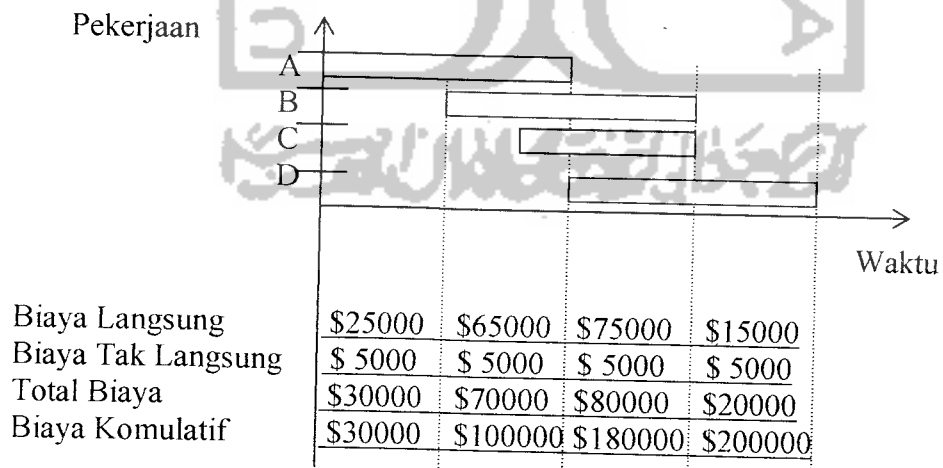 Pekerjaan
A
B
C
D
Waktu
Biaya Langsung $25000 $65000 $75000 $15000
Biaya Tak Langsung $ 5000 $ 5000 $ 5000 $ 5000
Total Biaya $30000 $70000 $80000 $20000
Biaya Komulatif $30000 $100000 $180000 $200000